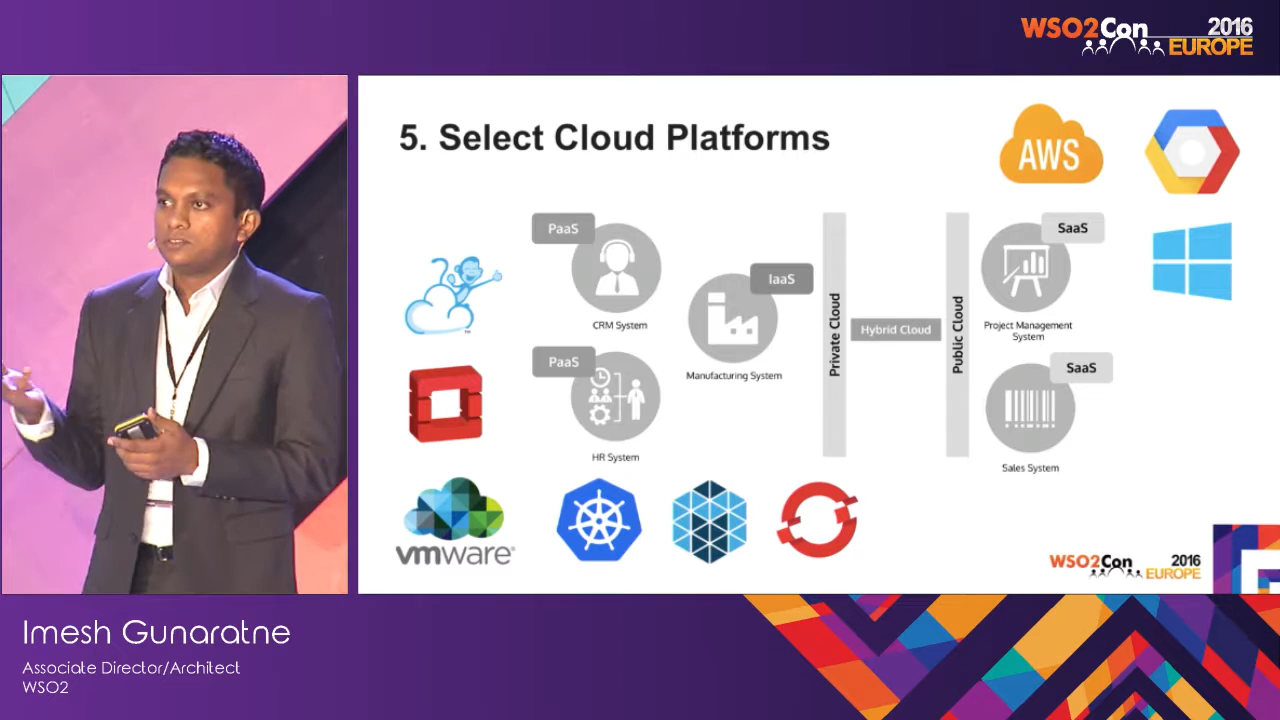 WSO2Con 2016
EUROPE
5. Select Cloud Platforms
AWS
PaaS
SaaS
CRM System
IaaS
Project Management
System
Manufacturing System
Private Cloud
Hybrid Cloud
Public Cloud
PaaS
SaaS
HR System
Sales System
vmware®
WSO2Con 2016
EUROPE
Imesh Gunaratne
Associate Director/Architect
WSO2